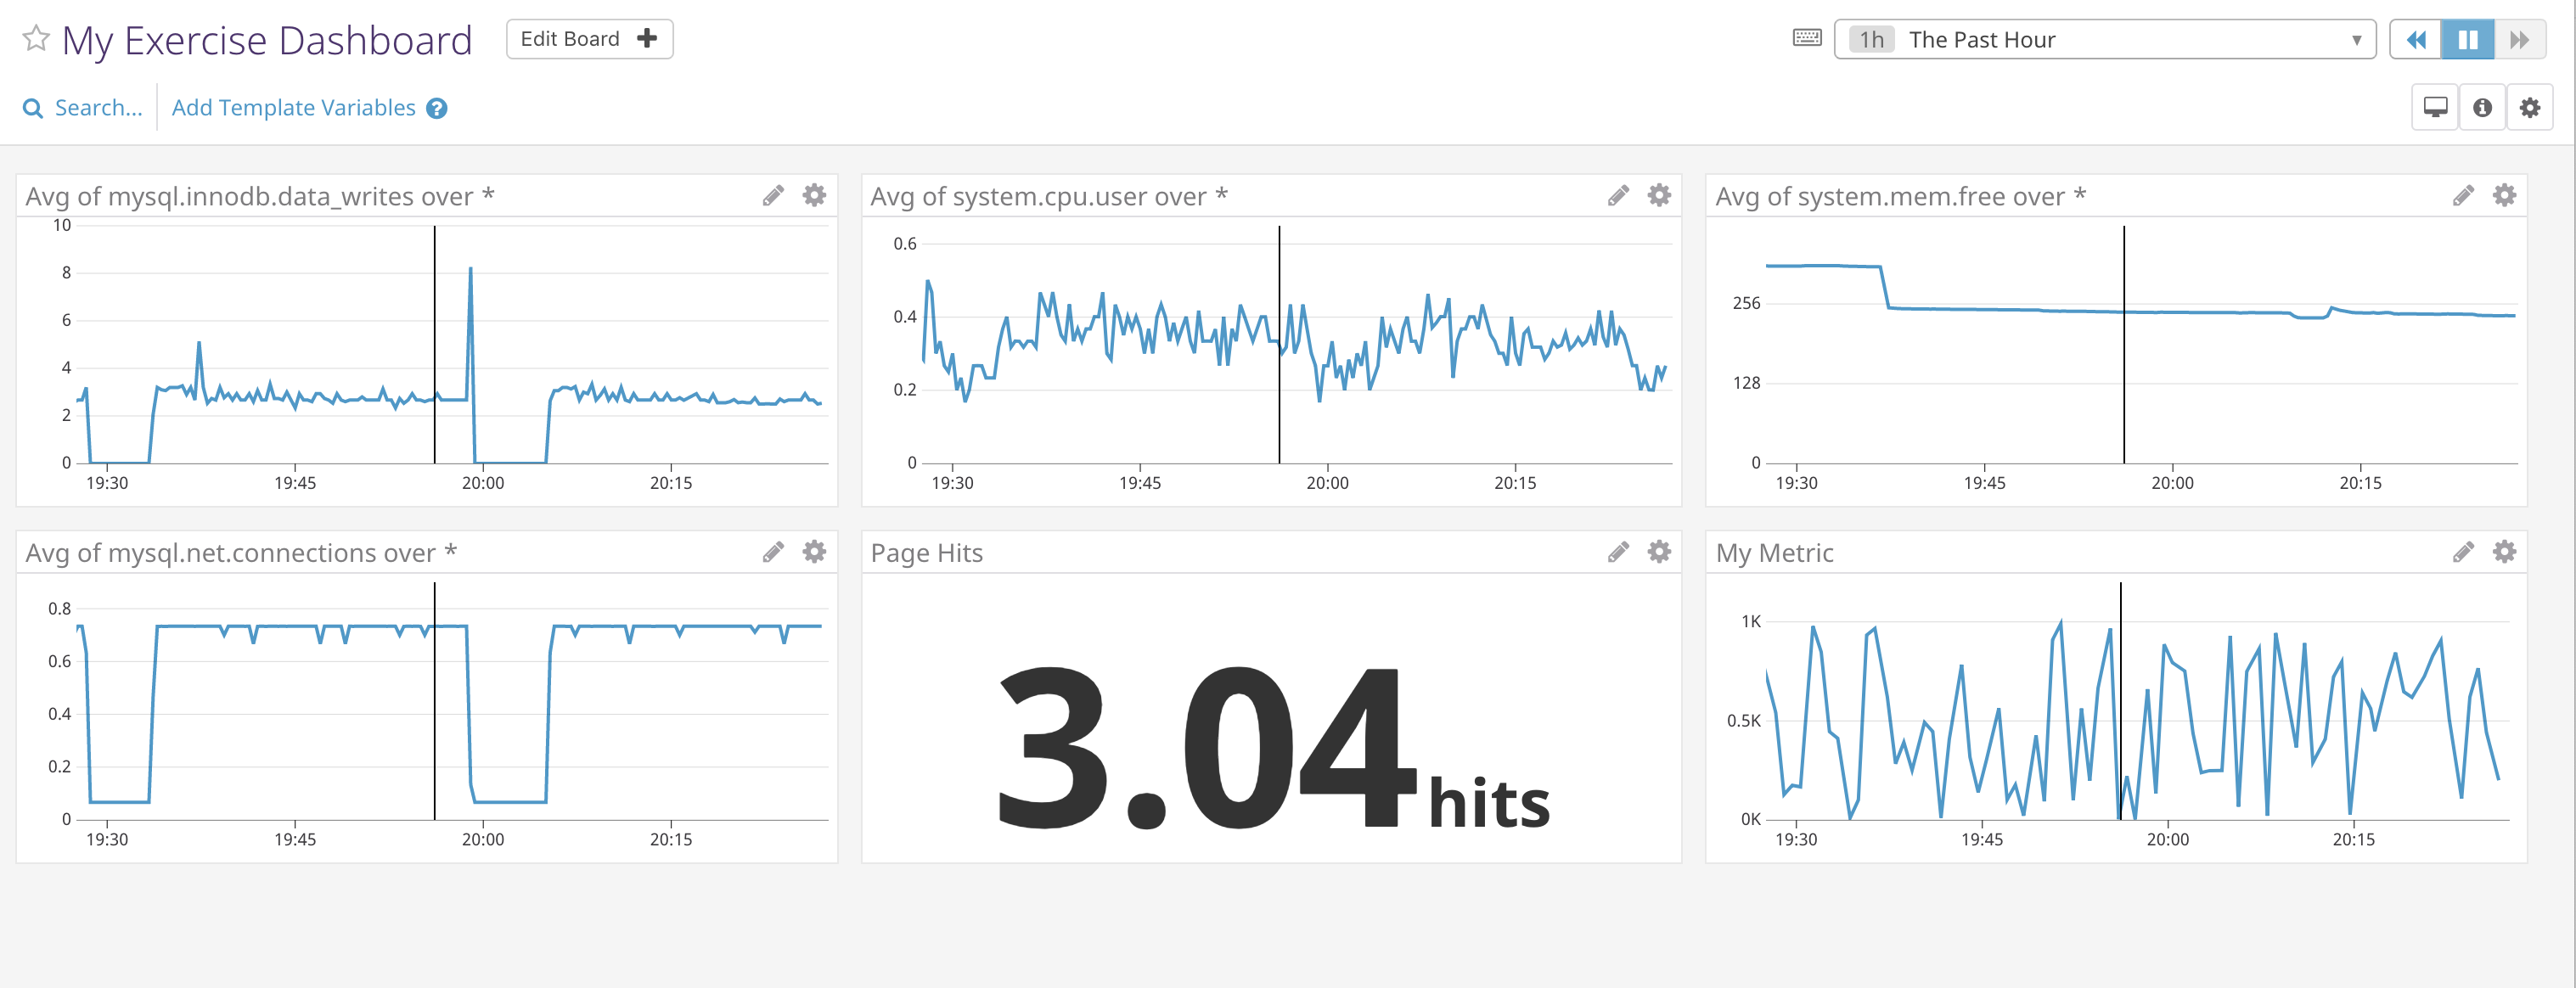 My Exercise Dashboard
Edit Board
1h The Past Hour
Search...
Add Template Variables
Avg of mysql.innodb.data_writes over *
10
8
6
4
2
0
19:30 19:45 20:00 20:15
Avg of system.cpu.user over *
0.6
0.4
0.2
0
19:30 19:45 20:00 20:15
Avg of system.mem.free over *
256
128
0
19:30 19:45 20:00 20:15
Avg of mysql.net.connections over *
0.8
0.6
0.4
0.2
0
19:30 19:45 20:00 20:15
Page Hits
3.04 hits
My Metric
1K
0.5K
0K
19:30 19:45 20:00 20:15